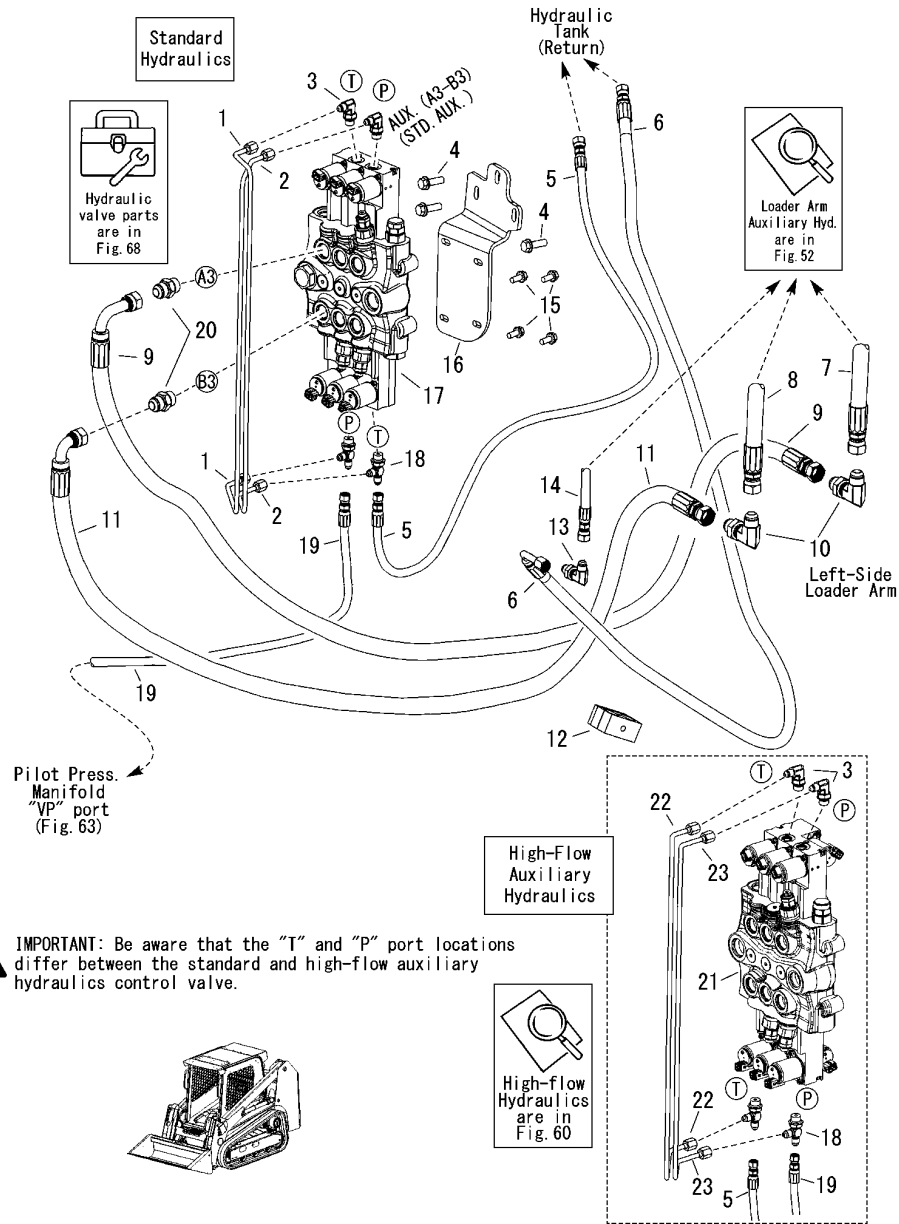 Standard
Hydraulics
Hydraulic
Tank
(Return)
3
T
P
AUX. (A3-B3)
(STD. AUX.)
1
2
4
4
5
6
Hydraulic
valve parts
are in
Fig. 68
Loader Arm
Auxiliary Hyd.
are in
Fig. 52
A3
20
9
B3
15
16
17
7
8
9
P
T
18
1
2
11
19
5
14
13
6
11
10
Left-Side
Loader Arm
19
12
Pilot Press.
Manifold
"VP" port
(Fig. 63)
High-Flow
Auxiliary
Hydraulics
T
3
P
22
23
21
IMPORTANT: Be aware that the "T" and "P" port locations
differ between the standard and high-flow auxiliary
hydraulics control valve.
High-flow
Hydraulics
are in
Fig. 60
T
P
22
18
23
5
19